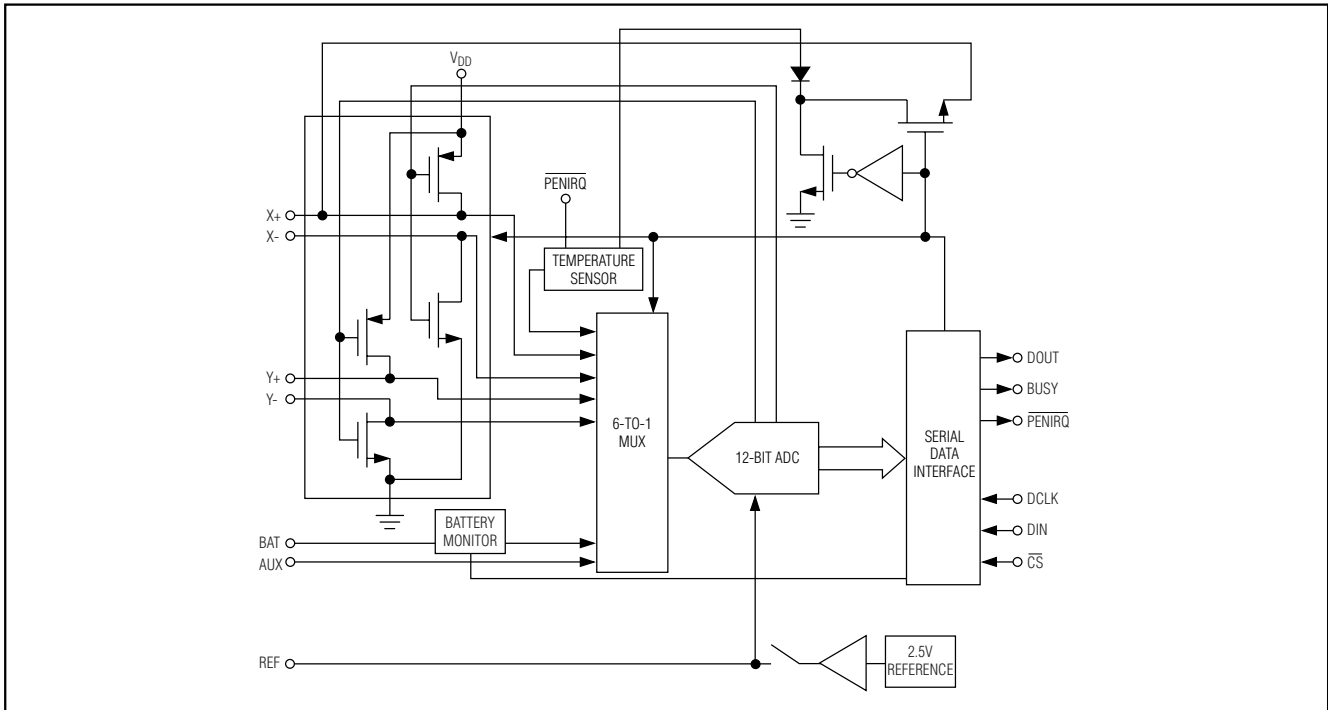 VDD
PENIRQ
X+
X-
TEMPERATURE
SENSOR
Y+
Y-
6-TO-1
MUX
12-BIT ADC
SERIAL
DATA
INTERFACE
DOUT
BUSY
PENIRQ
DCLK
DIN
CS
BATTERY
MONITOR
BAT
AUX
REF
2.5V
REFERENCE